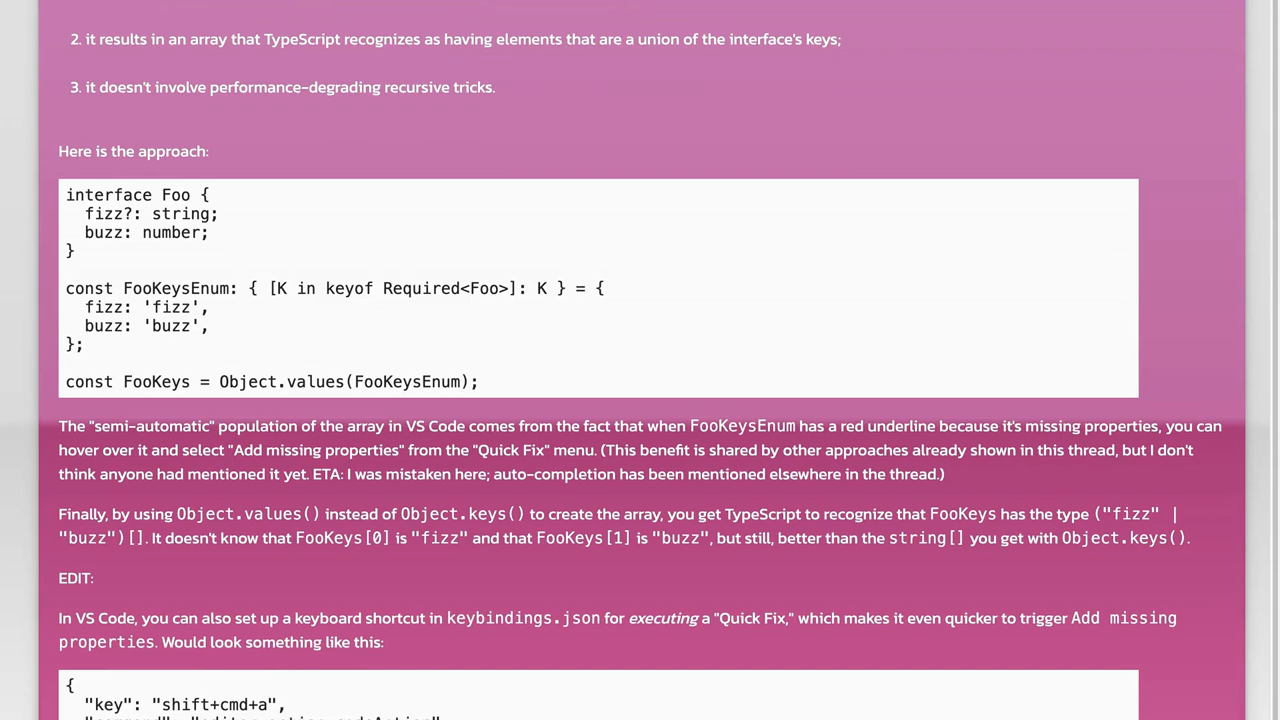 2. it results in an array that TypeScript recognizes as having elements that are a union of the interface's keys;
3. it doesn't involve performance-degrading recursive tricks.
Here is the approach:
interface Foo {
  fizz?: string;
  buzz: number;
}
const FooKeysEnum: { [K in keyof Required<Foo>]: K } = {
  fizz: 'fizz',
  buzz: 'buzz',
};
const FooKeys = Object.values(FooKeysEnum);
The "semi-automatic" population of the array in VS Code comes from the fact that when FooKeysEnum has a red underline because it's missing properties, you can
hover over it and select "Add missing properties" from the "Quick Fix" menu. (This benefit is shared by other approaches already shown in this thread, but I don't
think anyone had mentioned it yet. ETA: I was mistaken here; auto-completion has been mentioned elsewhere in the thread.)
Finally, by using Object.values() instead of Object.keys() to create the array, you get TypeScript to recognize that FooKeys has the type ("fizz" |
"buzz")[]. It doesn't know that FooKeys[0] is "fizz" and that FooKeys[1] is "buzz", but still, better than the string[] you get with Object.keys().
EDIT:
In VS Code, you can also set up a keyboard shortcut in keybindings.json for executing a "Quick Fix," which makes it even quicker to trigger Add missing
properties. Would look something like this:
{
  "key": "shift+cmd+a",